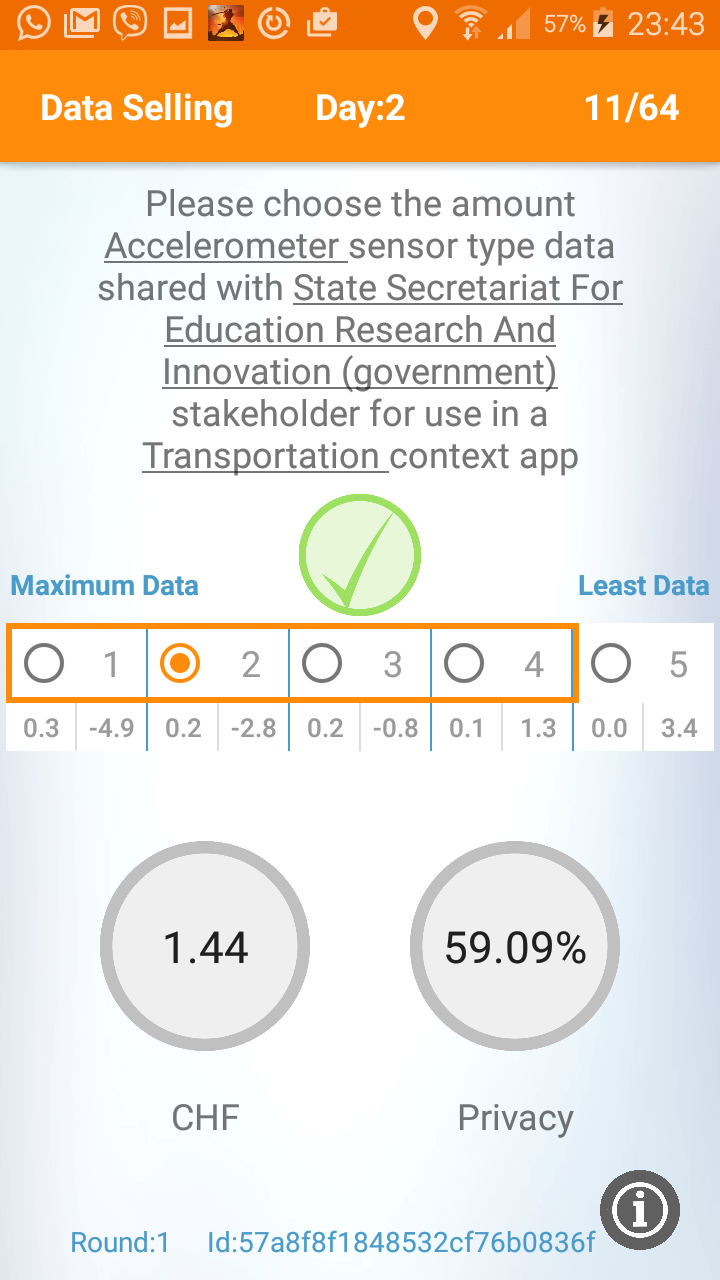 57% 23:43
Data Selling Day:2 11/64
Please choose the amount
Accelerometer sensor type data
shared with State Secretariat For
Education Research And
Innovation (government)
stakeholder for use in a
Transportation context app
Maximum Data Least Data
1 2 3 4 5
0.3 -4.9 0.2 -2.8 0.2 -0.8 0.1 1.3 0.0 3.4
1.44 59.09%
CHF Privacy
Round:1 Id:57a8f8f1848532cf76b0836f